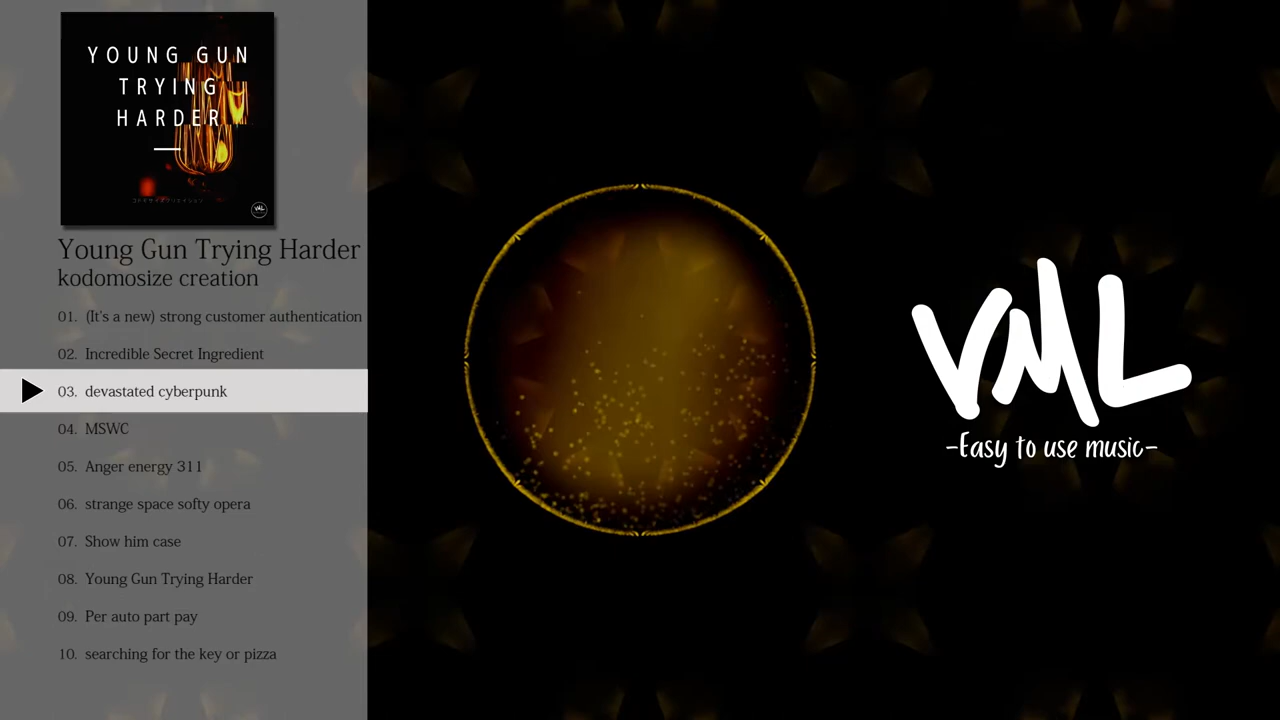 YOUNG GUN
TRYING
HARDER
Young Gun Trying Harder
kodomosize creation
01. (It's a new) strong customer authentication
02. Incredible Secret Ingredient
03. devastated cyberpunk
04. MSWC
05. Anger energy 311
06. strange space softy opera
07. Show him case
08. Young Gun Trying Harder
09. Per auto part pay
10. searching for the key or pizza
VML
-Easy to use music-